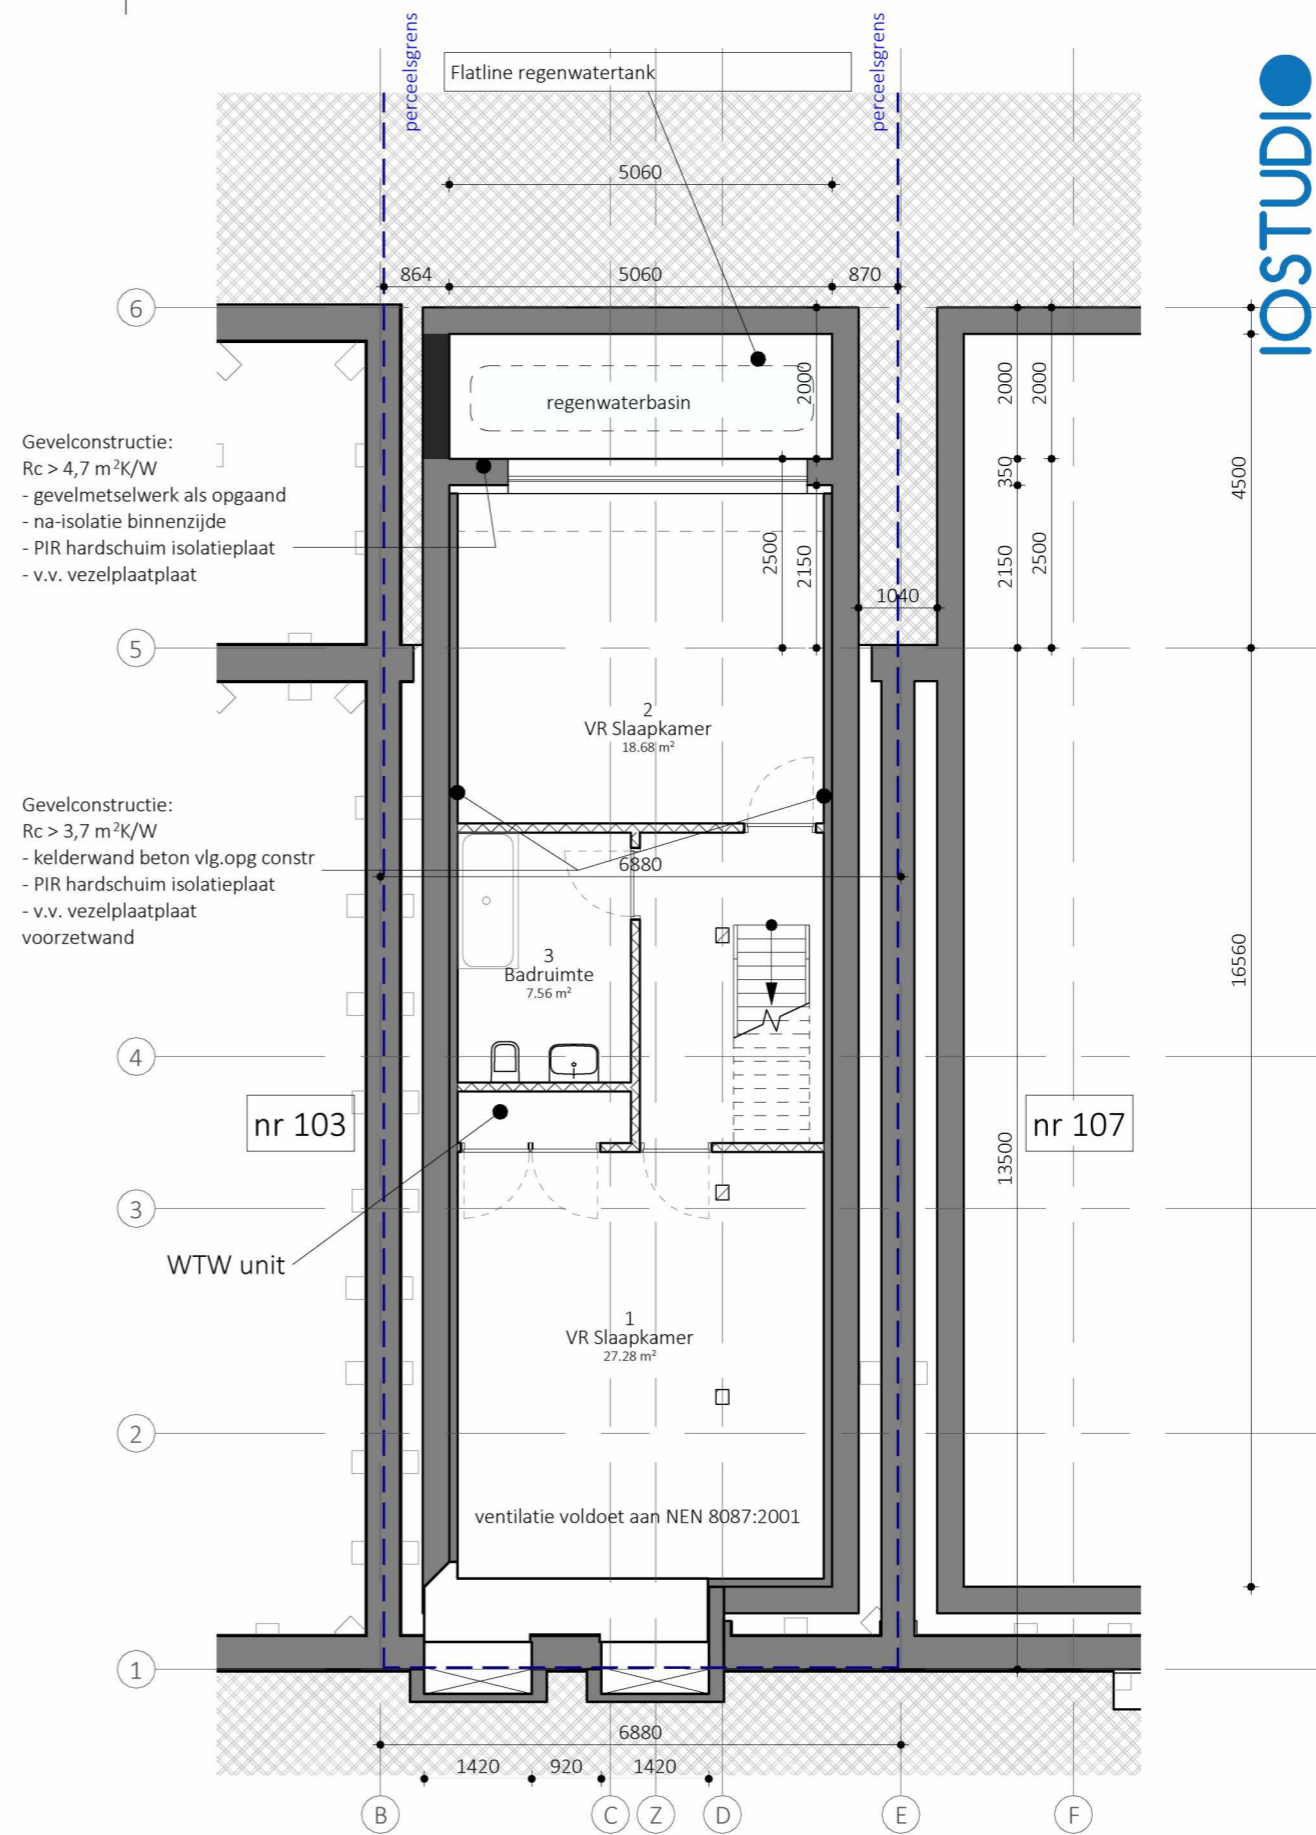 perceelsgrens
perceelsgrens
Flatline regenwatertank
IOSTUDIO
5060
864
5060
870
6
2000
2000
2000
regenwaterbasin
Gevelconstructie:
Rc > 4,7 m²K/W
- gevelmetselwerk als opgaand
- na-isolatie binnenzijde
- PIR hardschuim isolatieplaat
- v.v. vezelplaatplaat
350
4500
2500
2150
2150
2500
1040
5
2
VR Slaapkamer
18.68 m²
Gevelconstructie:
Rc > 3,7 m²K/W
- kelderwand beton vlg.opg constr
- PIR hardschuim isolatieplaat
- v.v. vezelplaatplaat
voorzetwand
6880
3
Badruimte
7.56 m²
16560
4
nr 103
nr 107
13500
3
WTW unit
1
VR Slaapkamer
27.28 m²
2
ventilatie voldoet aan NEN 8087:2001
1
6880
1420
920
1420
B
C
Z
D
E
F